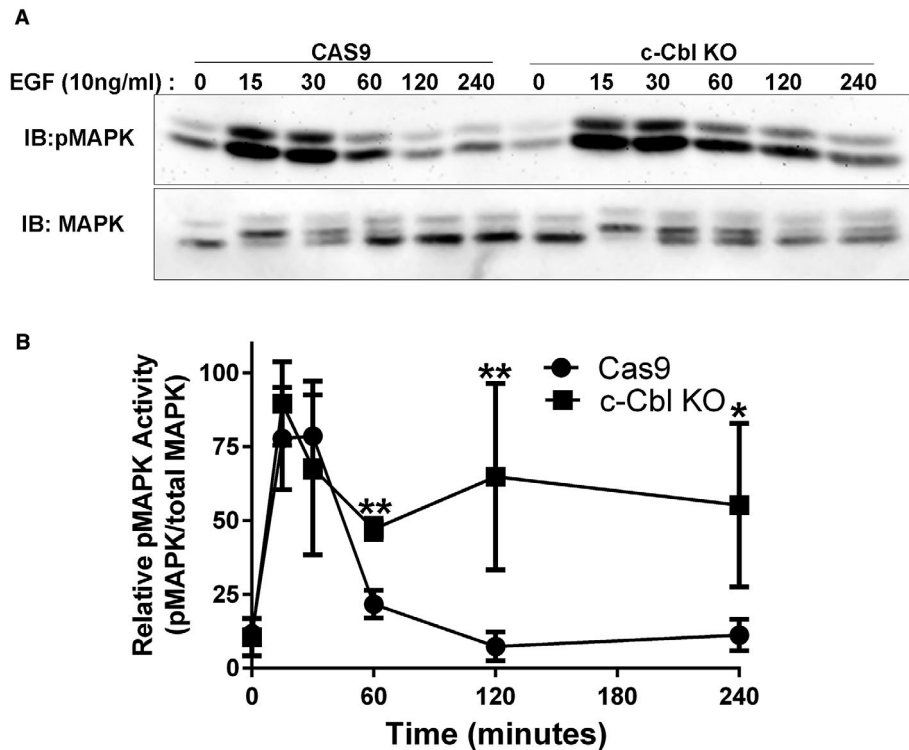 A
CAS9 c-Cbl KO
EGF (10ng/ml) : 0 15 30 60 120 240 0 15 30 60 120 240
IB:pMAPK
IB: MAPK
B
Relative pMAPK Activity
(pMAPK/total MAPK)
100
75
50
25
0
** ** *
Cas9
c-Cbl KO
0 60 120 180 240
Time (minutes)